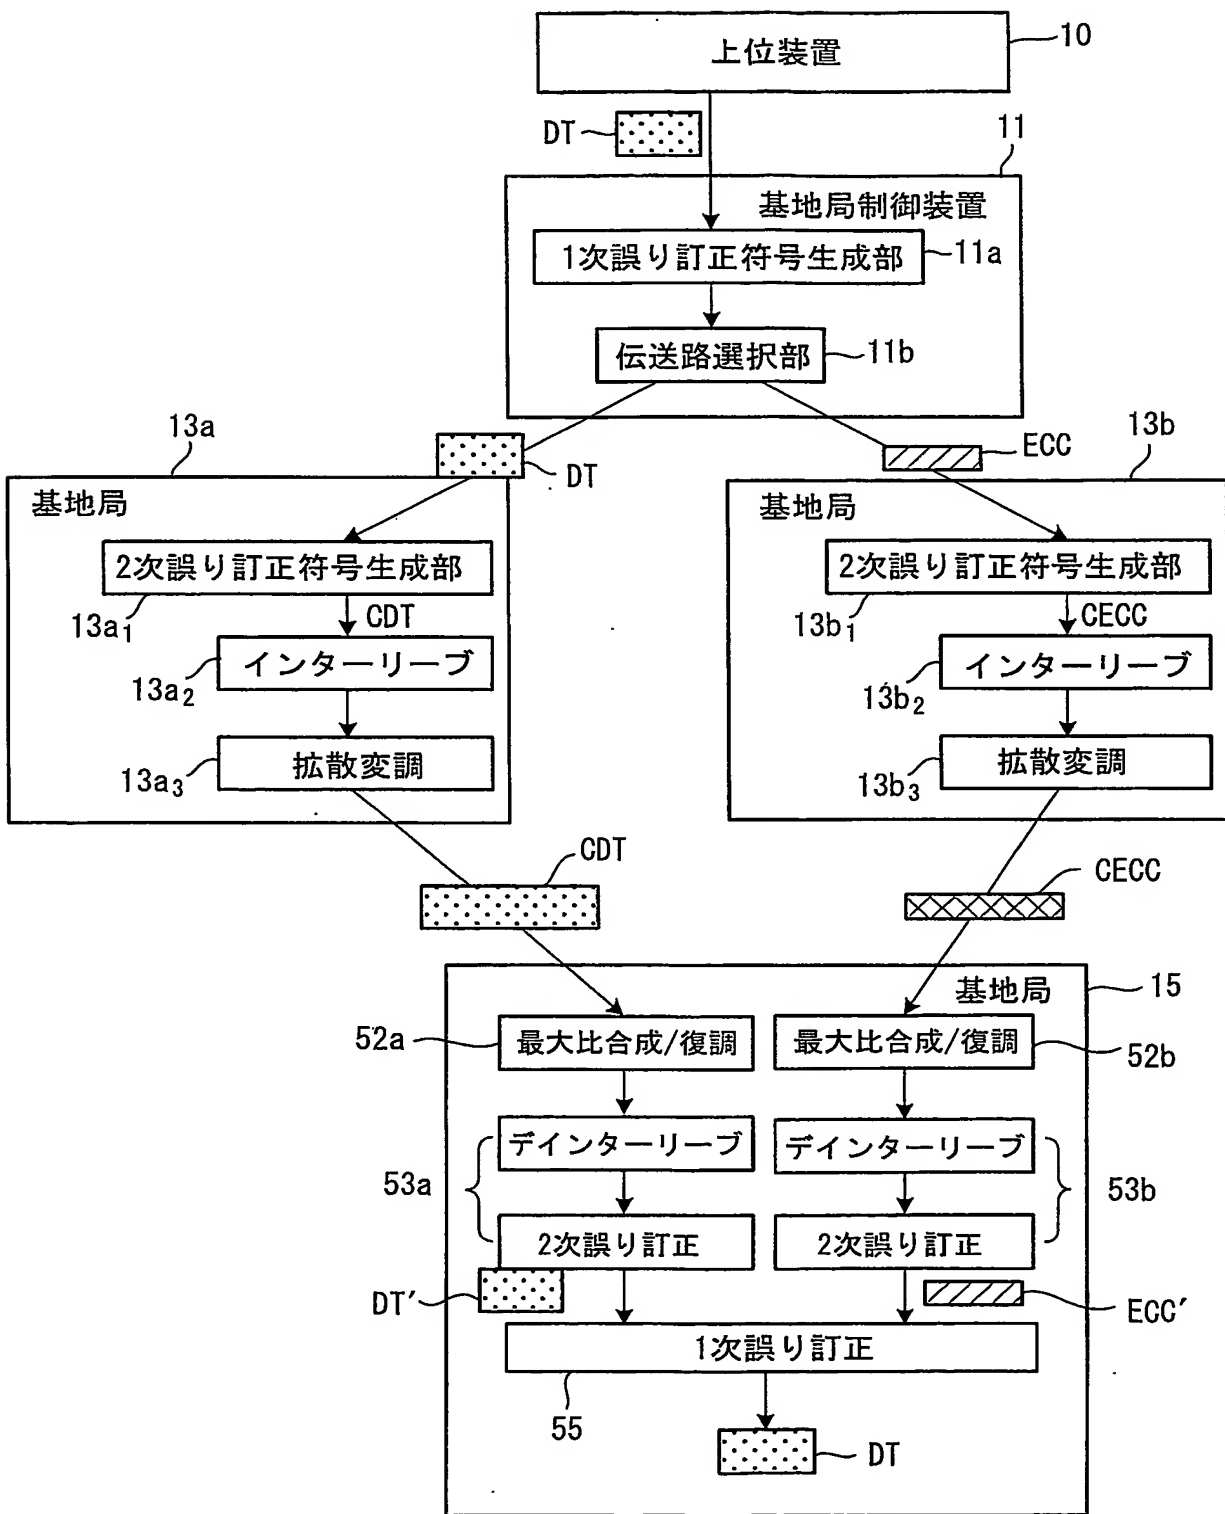 上位装置
10
DT
11
基地局制御装置
1次誤り訂正符号生成部
11a
伝送路選択部
11b
13a
DT
ECC
13b
基地局
2次誤り訂正符号生成部
13a1
CDT
インターリーブ
13a2
拡散変調
13a3
基地局
2次誤り訂正符号生成部
13b1
CECC
インターリーブ
13b2
拡散変調
13b3
CDT
CECC
基地局
15
52a
最大比合成/復調
最大比合成/復調
52b
デインターリーブ
デインターリーブ
53a
53b
2次誤り訂正
2次誤り訂正
DT′
ECC′
1次誤り訂正
55
DT